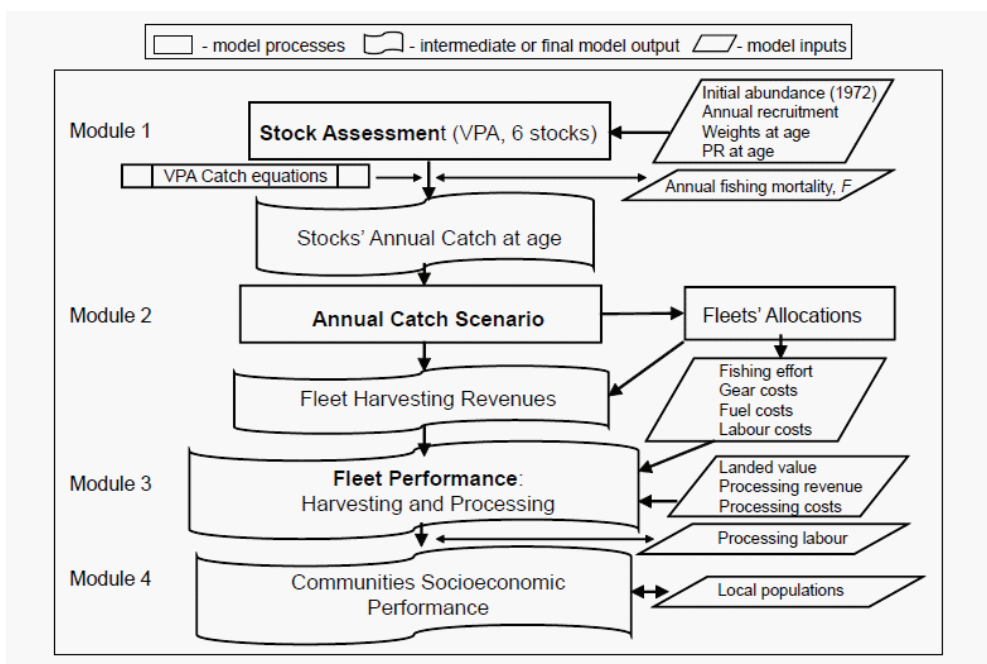 - model processes - intermediate or final model output - model inputs
Module 1
Stock Assessment (VPA, 6 stocks)
Initial abundance (1972)
Annual recruitment
Weights at age
PR at age
VPA Catch equations
Annual fishing mortality, F
Stocks' Annual Catch at age
Module 2
Annual Catch Scenario
Fleets' Allocations
Fleet Harvesting Revenues
Fishing effort
Gear costs
Fuel costs
Labour costs
Module 3
Fleet Performance:
Harvesting and Processing
Landed value
Processing revenue
Processing costs
Processing labour
Module 4
Communities Socioeconomic
Performance
Local populations